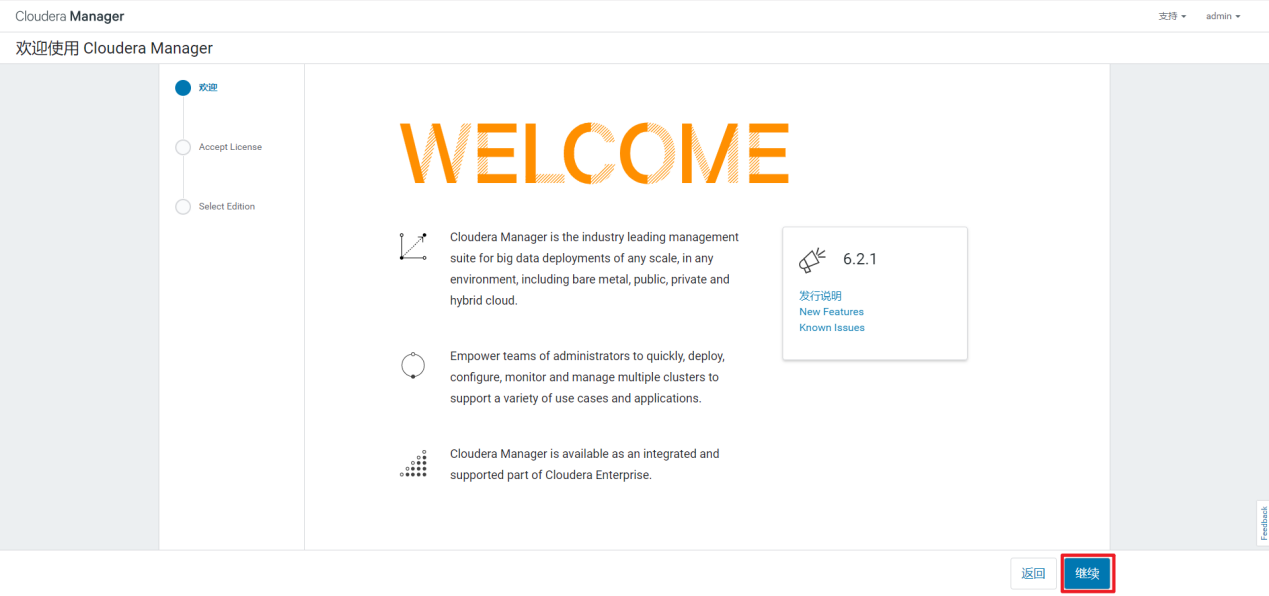 Cloudera Manager
支持
admin
欢迎使用 Cloudera Manager
欢迎
Accept License
Select Edition
WELCOME
Cloudera Manager is the industry leading management
suite for big data deployments of any scale, in any
environment, including bare metal, public, private and
hybrid cloud.
Empower teams of administrators to quickly, deploy,
configure, monitor and manage multiple clusters to
support a variety of use cases and applications.
Cloudera Manager is available as an integrated and
supported part of Cloudera Enterprise.
6.2.1
发行说明
New Features
Known Issues
Feedback
返回
继续